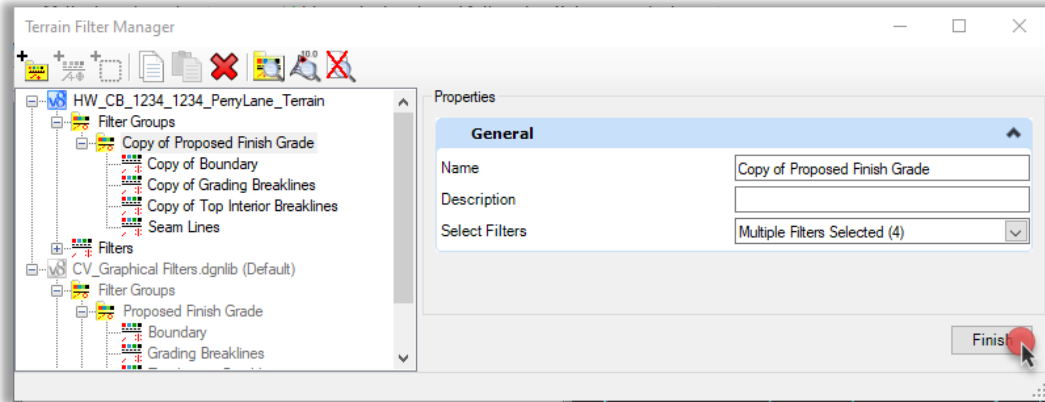 Terrain Filter Manager
10.0
HW_CB_1234_1234_PerryLane_Terrain
Filter Groups
Copy of Proposed Finish Grade
Copy of Boundary
Copy of Grading Breaklines
Copy of Top Interior Breaklines
Seam Lines
Filters
CV_Graphical Filters.dgnlib (Default)
Filter Groups
Proposed Finish Grade
Boundary
Grading Breaklines
Properties
General
Name Copy of Proposed Finish Grade
Description
Select Filters Multiple Filters Selected (4)
Finish